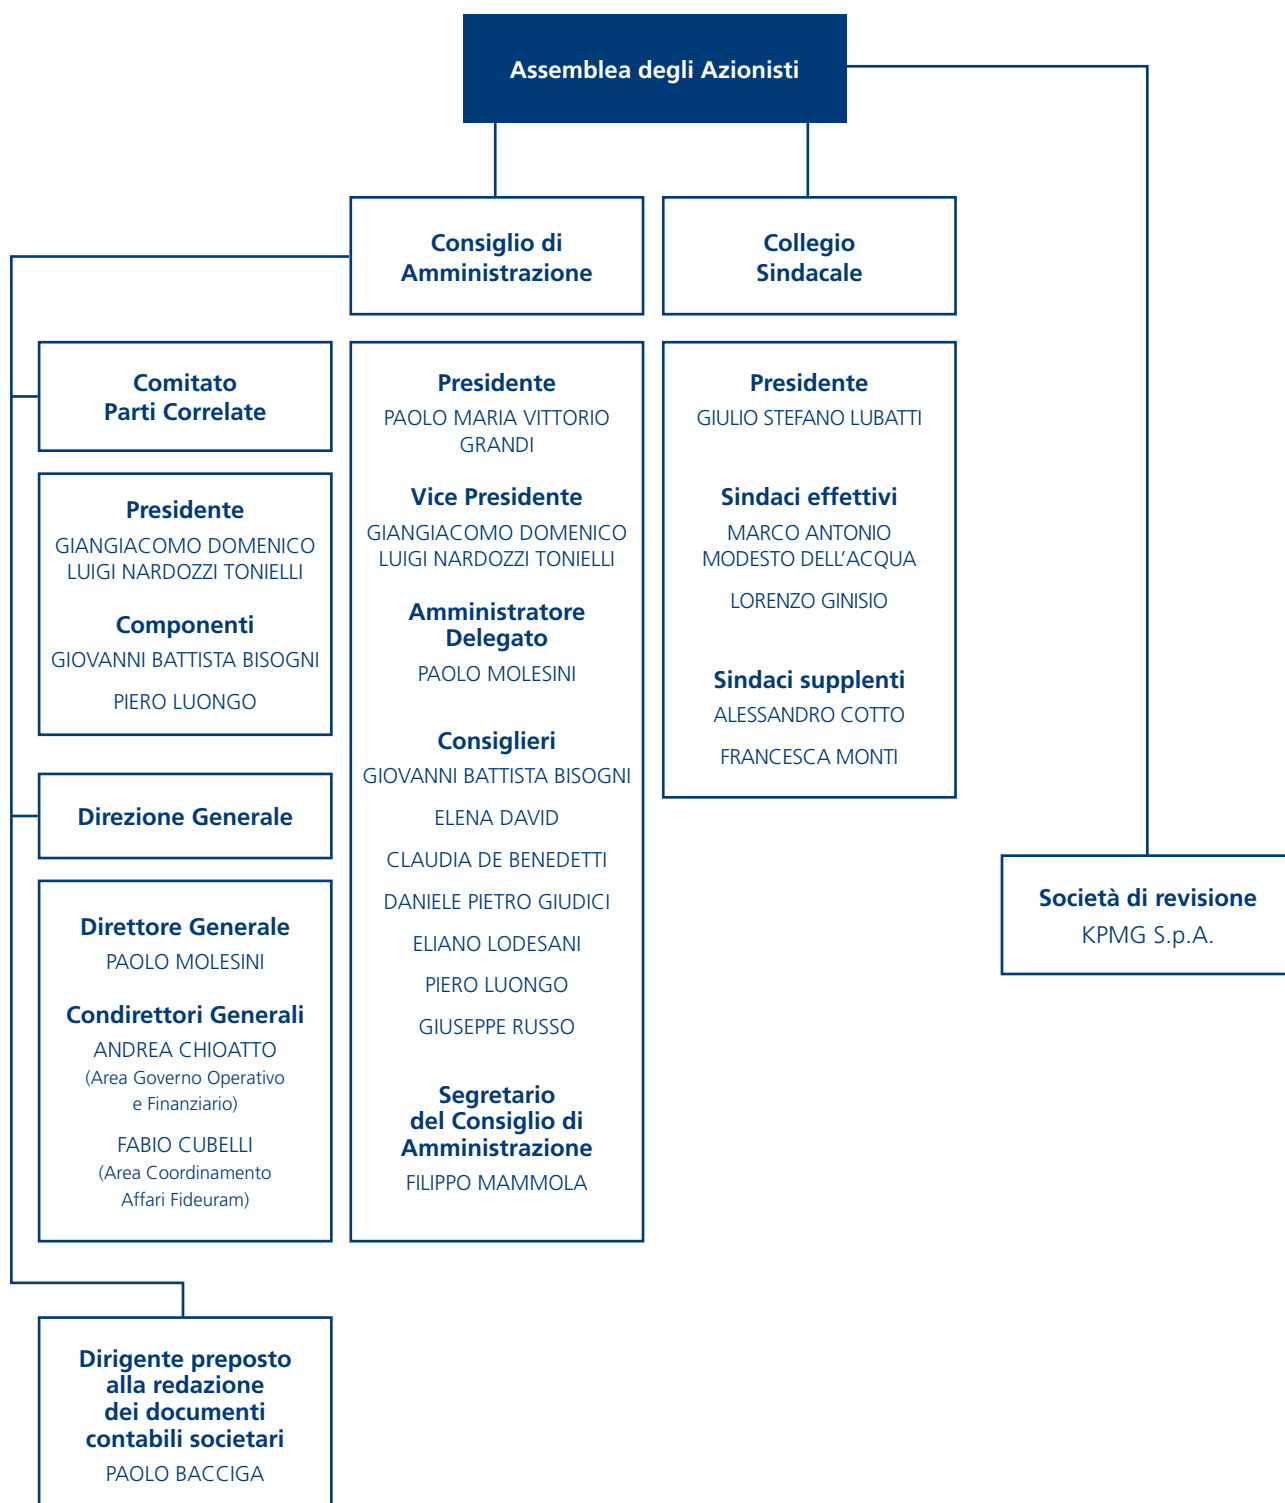 Assemblea degli Azionisti
Consiglio di
Amministrazione
Collegio
Sindacale
Comitato
Parti Correlate
Presidente
GIANGIACOMO DOMENICO
LUIGI NARDOZZI TONIELLI
Componenti
GIOVANNI BATTISTA BISOGNI
PIERO LUONGO
Direzione Generale
Direttore Generale
PAOLO MOLESINI
Condirettori Generali
ANDREA CHIOATTO
(Area Governo Operativo
e Finanziario)
FABIO CUBELLI
(Area Coordinamento
Affari Fideuram)
Presidente
PAOLO MARIA VITTORIO
GRANDI
Vice Presidente
GIANGIACOMO DOMENICO
LUIGI NARDOZZI TONIELLI
Amministratore
Delegato
PAOLO MOLESINI
Consiglieri
GIOVANNI BATTISTA BISOGNI
ELENA DAVID
CLAUDIA DE BENEDETTI
DANIELE PIETRO GIUDICI
ELIANO LODESANI
PIERO LUONGO
GIUSEPPE RUSSO
Segretario
del Consiglio di
Amministrazione
FILIPPO MAMMOLA
Presidente
GIULIO STEFANO LUBATTI
Sindaci effettivi
MARCO ANTONIO
MODESTO DELL'ACQUA
LORENZO GINISIO
Sindaci supplenti
ALESSANDRO COTTO
FRANCESCA MONTI
Società di revisione
KPMG S.p.A.
Dirigente preposto
alla redazione
dei documenti
contabili societari
PAOLO BACCIGA